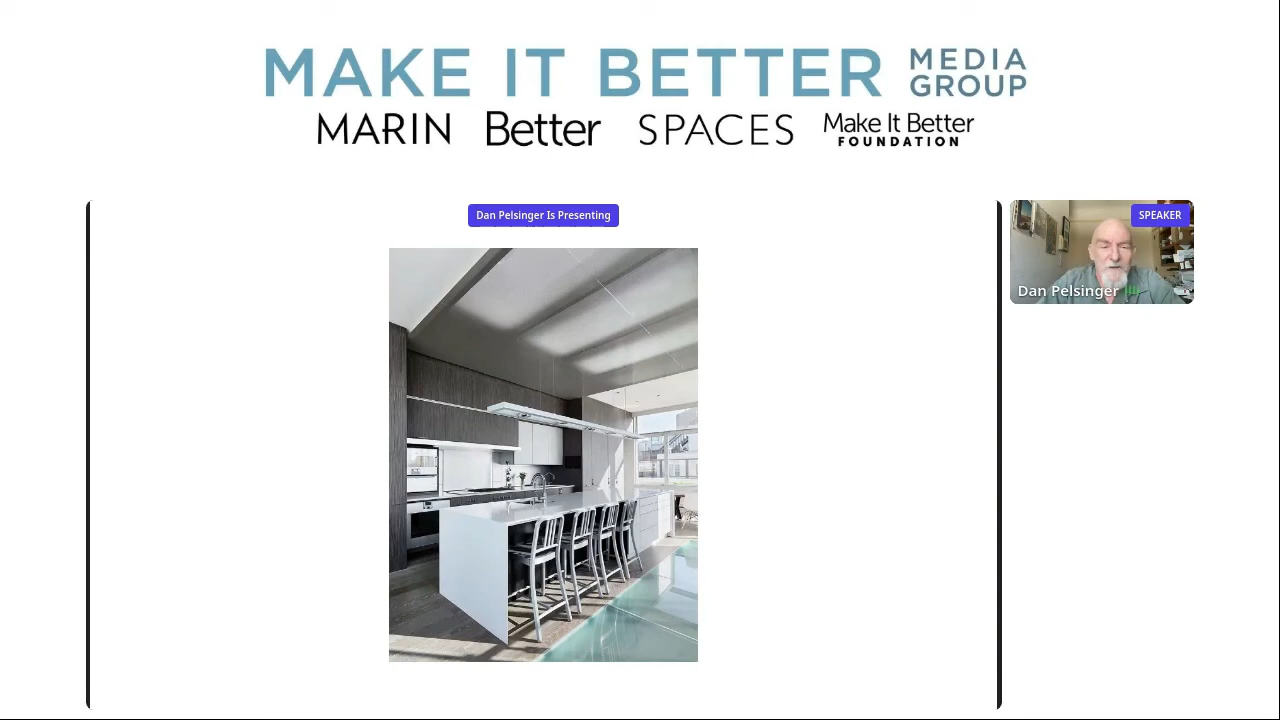 MAKE IT BETTER MEDIA GROUP
MARIN Better SPACES Make It Better FOUNDATION
Dan Pelsinger Is Presenting
SPEAKER
Dan Pelsinger